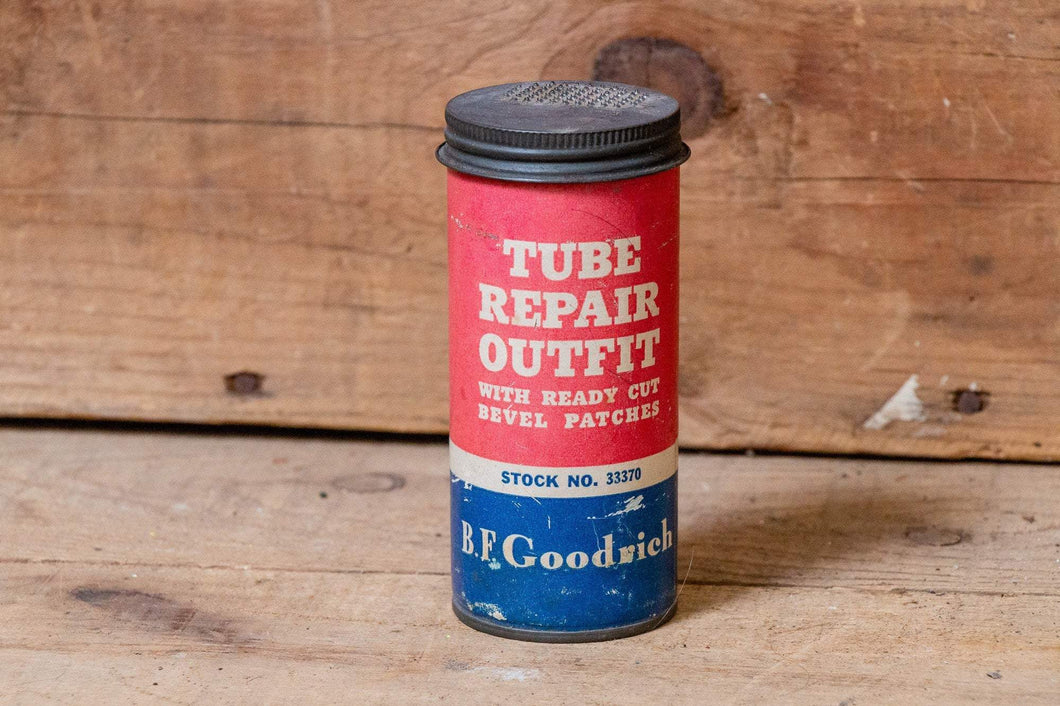 TUBE
REPAIR
OUTFIT
WITH READY CUT
BEVEL PATCHES
STOCK NO. 33370
B.F. Goodrich